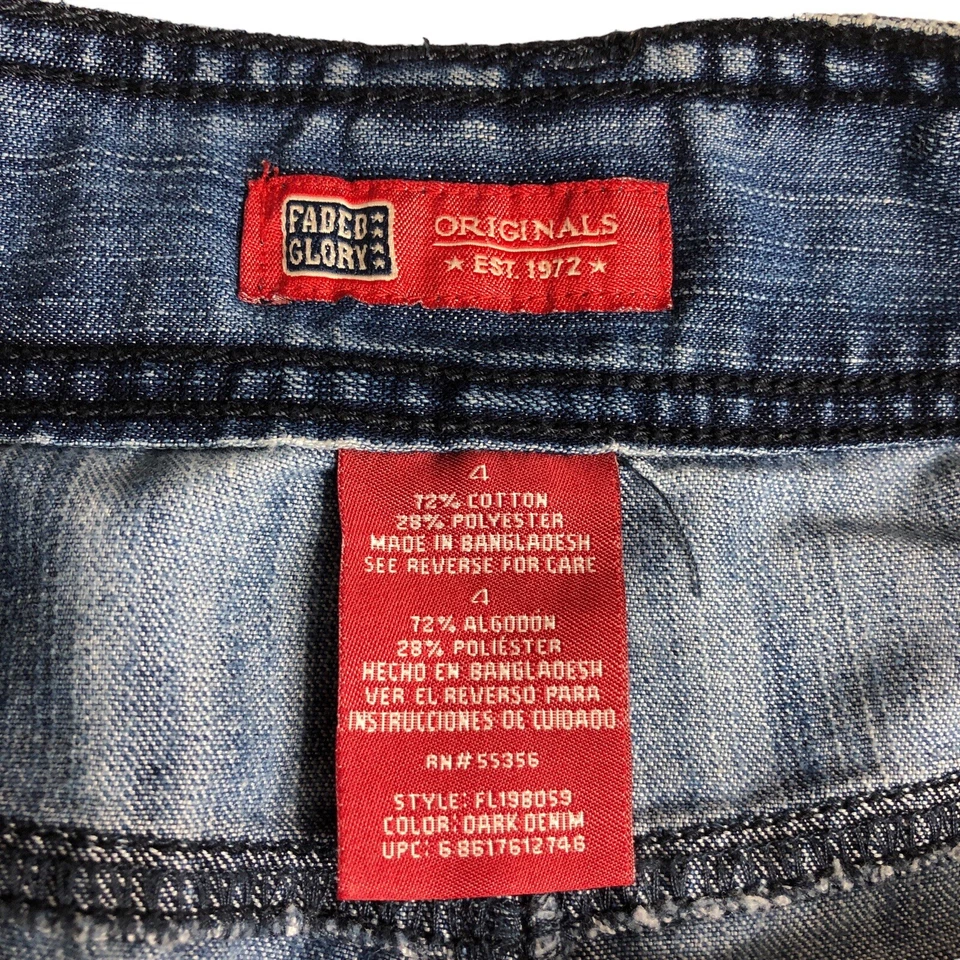 FADED
GLORY
ORIGINALS
★ EST. 1972 ★
4
72% COTTON
28% POLYESTER
MADE IN BANGLADESH
SEE REVERSE FOR CARE
4
72% ALGODÓN
28% POLIÉSTER
HECHO EN BANGLADESH
VER EL REVERSO PARA
INSTRUCCIONES DE CUIDADO
RN# 55356
STYLE: FL198059
COLOR: DARK DENIM
UPC: 6 8617612746